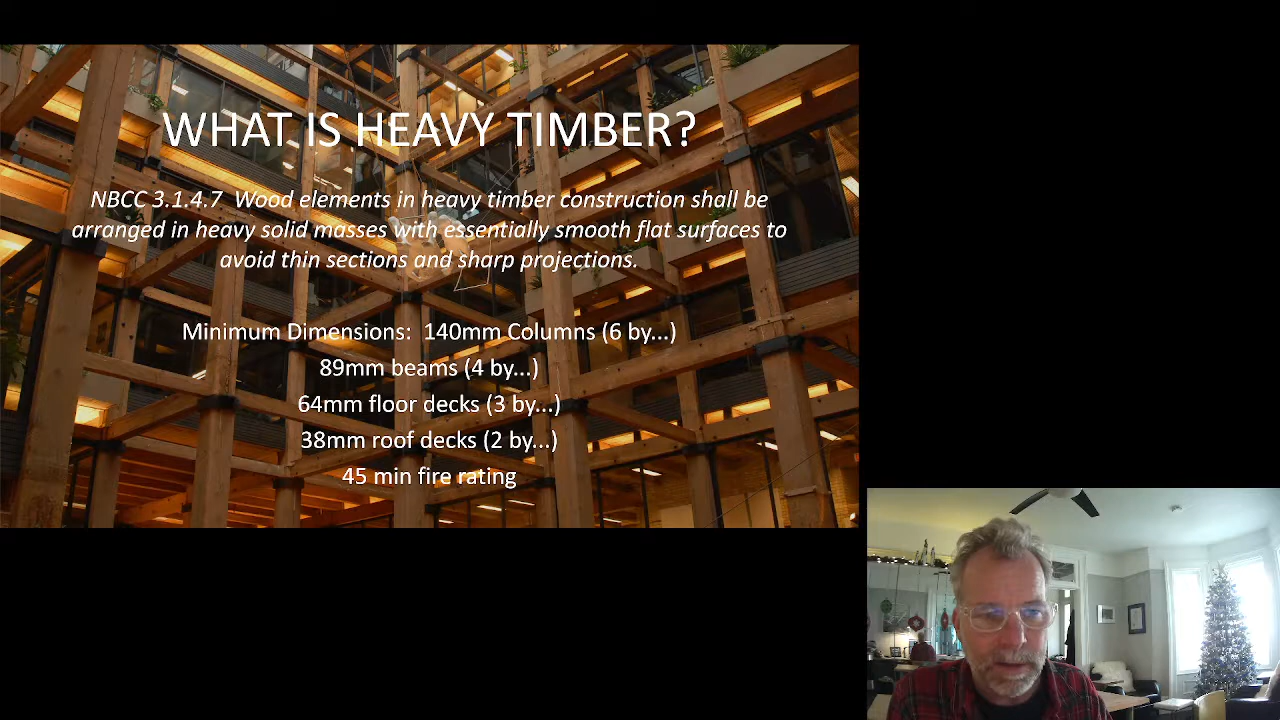 WHAT IS HEAVY TIMBER?
NBCC 3.1.4.7  Wood elements in heavy timber construction shall be
arranged in heavy solid masses with essentially smooth flat surfaces to
avoid thin sections and sharp projections.
Minimum Dimensions:  140mm Columns (6 by...)
89mm beams (4 by...)
64mm floor decks (3 by...)
38mm roof decks (2 by...)
45 min fire rating